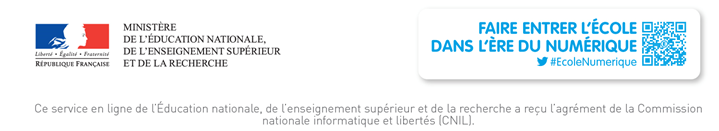 MINISTÈRE
DE L'ÉDUCATION NATIONALE,
DE L'ENSEIGNEMENT SUPÉRIEUR
ET DE LA RECHERCHE
Liberté • Égalité • Fraternité
RÉPUBLIQUE FRANÇAISE
FAIRE ENTRER L'ÉCOLE
DANS L'ÈRE DU NUMÉRIQUE
#EcoleNumerique
Ce service en ligne de l'Éducation nationale, de l'enseignement supérieur et de la recherche a reçu l'agrément de la Commission
nationale informatique et libertés (CNIL).